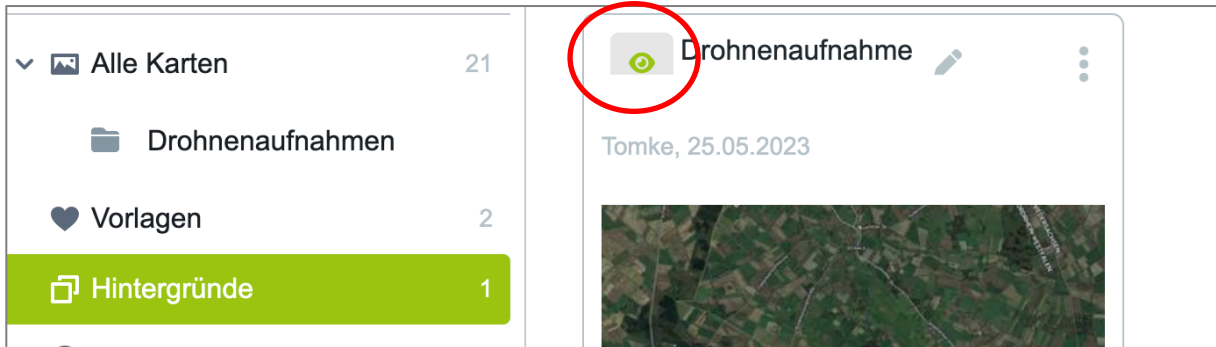 Alle Karten 21
Drohnenaufnahmen
Vorlagen 2
Hintergründe 1
Drohnenaufnahme
Tomke, 25.05.2023